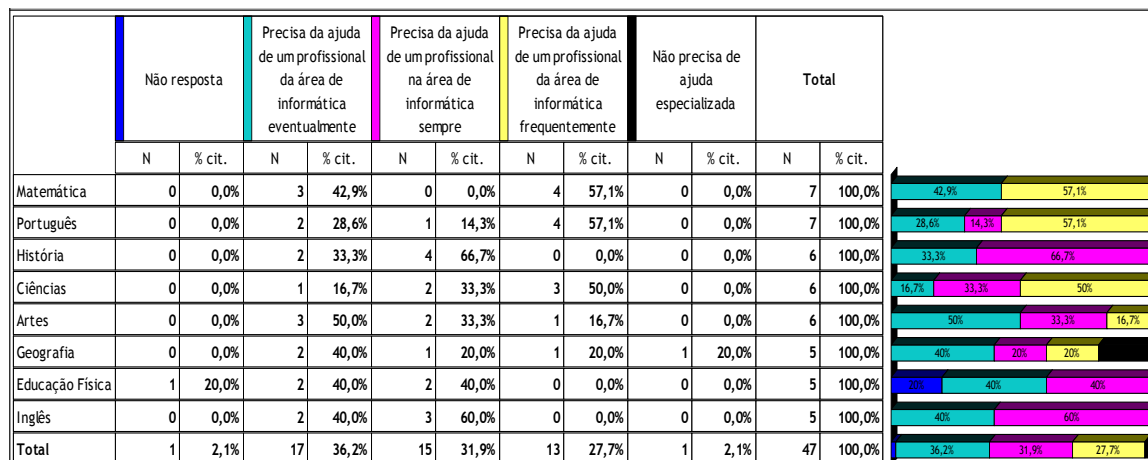 Não resposta
Precisa da ajuda
de um profissional
da área de
informática
eventualmente
Precisa da ajuda
de um profissional
na área de
informática
sempre
Precisa da ajuda
de um profissional
da área de
informática
frequentemente
Não precisa de
ajuda
especializada
Total
N % cit. N % cit. N % cit. N % cit. N % cit. N % cit.
Matemática 0 0,0% 3 42,9% 0 0,0% 4 57,1% 0 0,0% 7 100,0% 42,9% 57,1%
Português 0 0,0% 2 28,6% 1 14,3% 4 57,1% 0 0,0% 7 100,0% 28,6% 14,3% 57,1%
História 0 0,0% 2 33,3% 4 66,7% 0 0,0% 0 0,0% 6 100,0% 33,3% 66,7%
Ciências 0 0,0% 1 16,7% 2 33,3% 3 50,0% 0 0,0% 6 100,0% 16,7% 33,3% 50%
Artes 0 0,0% 3 50,0% 2 33,3% 1 16,7% 0 0,0% 6 100,0% 50% 33,3% 16,7%
Geografia 0 0,0% 2 40,0% 1 20,0% 1 20,0% 1 20,0% 5 100,0% 40% 20% 20%
Educação Física 1 20,0% 2 40,0% 2 40,0% 0 0,0% 0 0,0% 5 100,0% 20% 40% 40%
Inglês 0 0,0% 2 40,0% 3 60,0% 0 0,0% 0 0,0% 5 100,0% 40% 60%
Total 1 2,1% 17 36,2% 15 31,9% 13 27,7% 1 2,1% 47 100,0% 36,2% 31,9% 27,7%